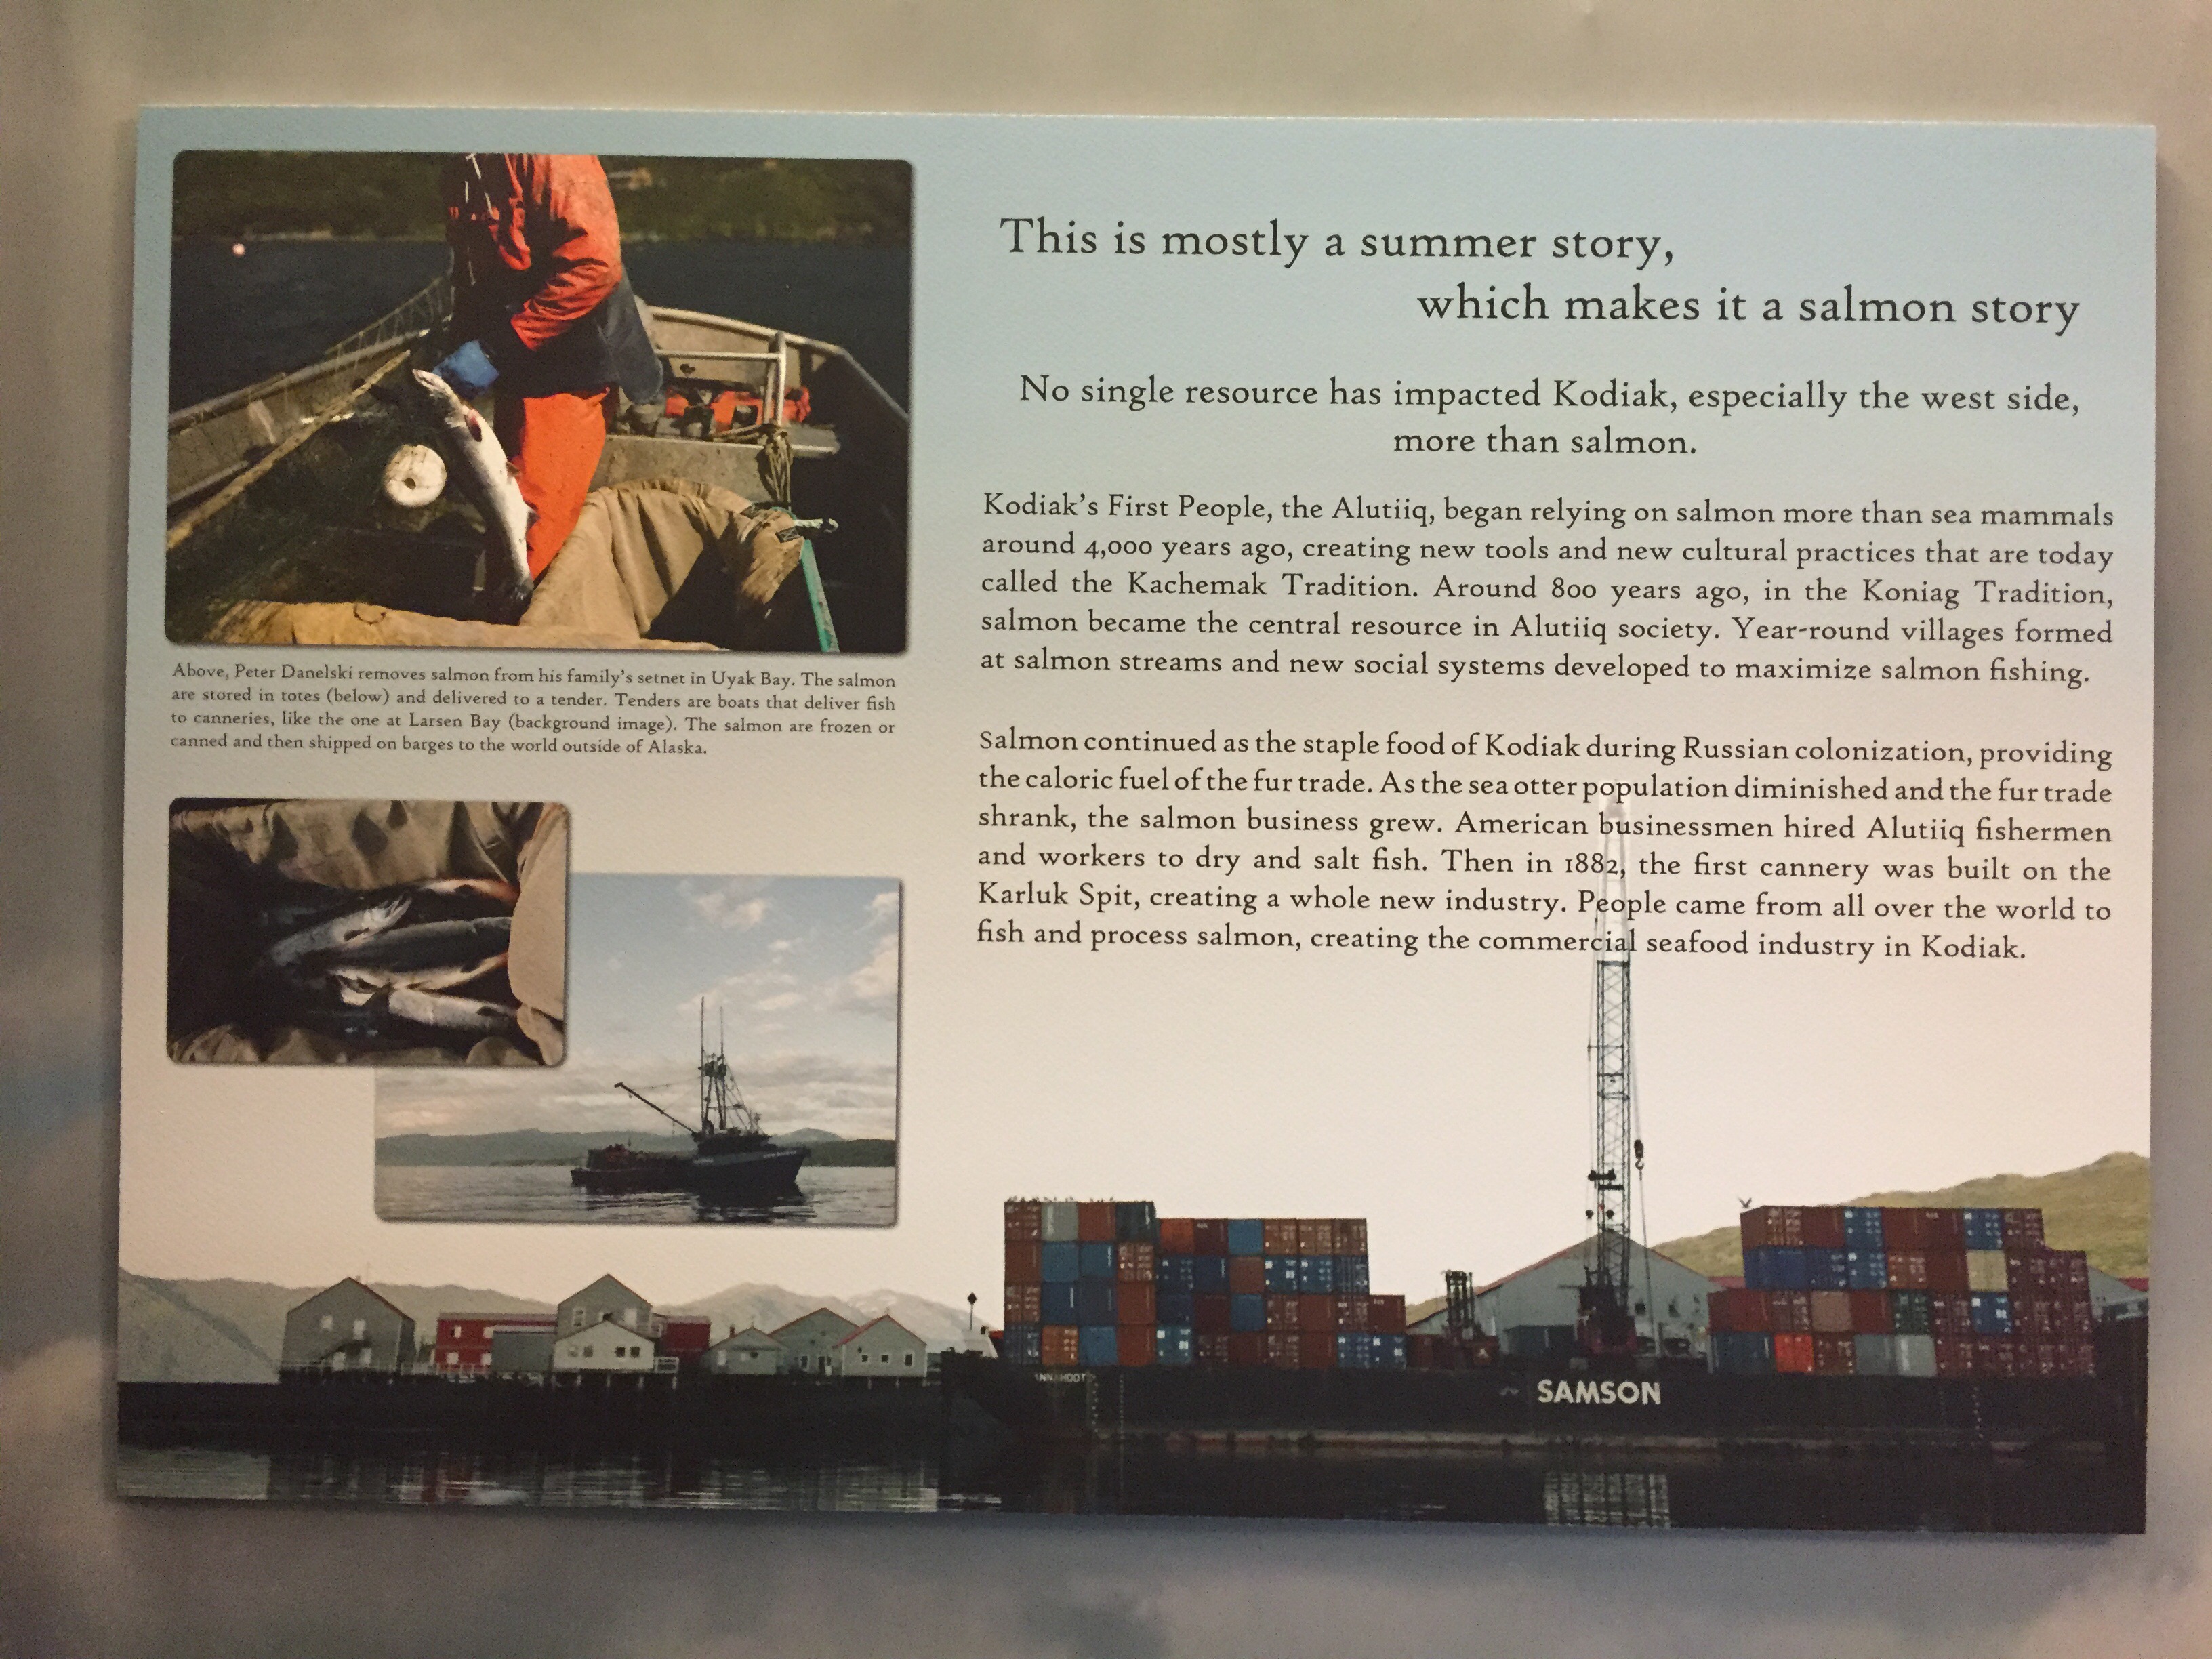 This is mostly a summer story,
which makes it a salmon story
No single resource has impacted Kodiak, especially the west side,
more than salmon.
Kodiak's First People, the Alutiiq, began relying on salmon more than sea mammals
around 4,000 years ago, creating new tools and new cultural practices that are today
called the Kachemak Tradition. Around 800 years ago, in the Koniag Tradition,
salmon became the central resource in Alutiiq society. Year-round villages formed
at salmon streams and new social systems developed to maximize salmon fishing.
Salmon continued as the staple food of Kodiak during Russian colonization, providing
the caloric fuel of the fur trade. As the sea otter population diminished and the fur trade
shrank, the salmon business grew. American businessmen hired Alutiiq fishermen
and workers to dry and salt fish. Then in 1882, the first cannery was built on the
Karluk Spit, creating a whole new industry. People came from all over the world to
fish and process salmon, creating the commercial seafood industry in Kodiak.
Above, Peter Danelski removes salmon from his family's setnet in Uyak Bay. The salmon
are stored in totes (below) and delivered to a tender. Tenders are boats that deliver fish
to canneries, like the one at Larsen Bay (background image). The salmon are frozen or
canned and then shipped on barges to the world outside of Alaska.
SAMSON